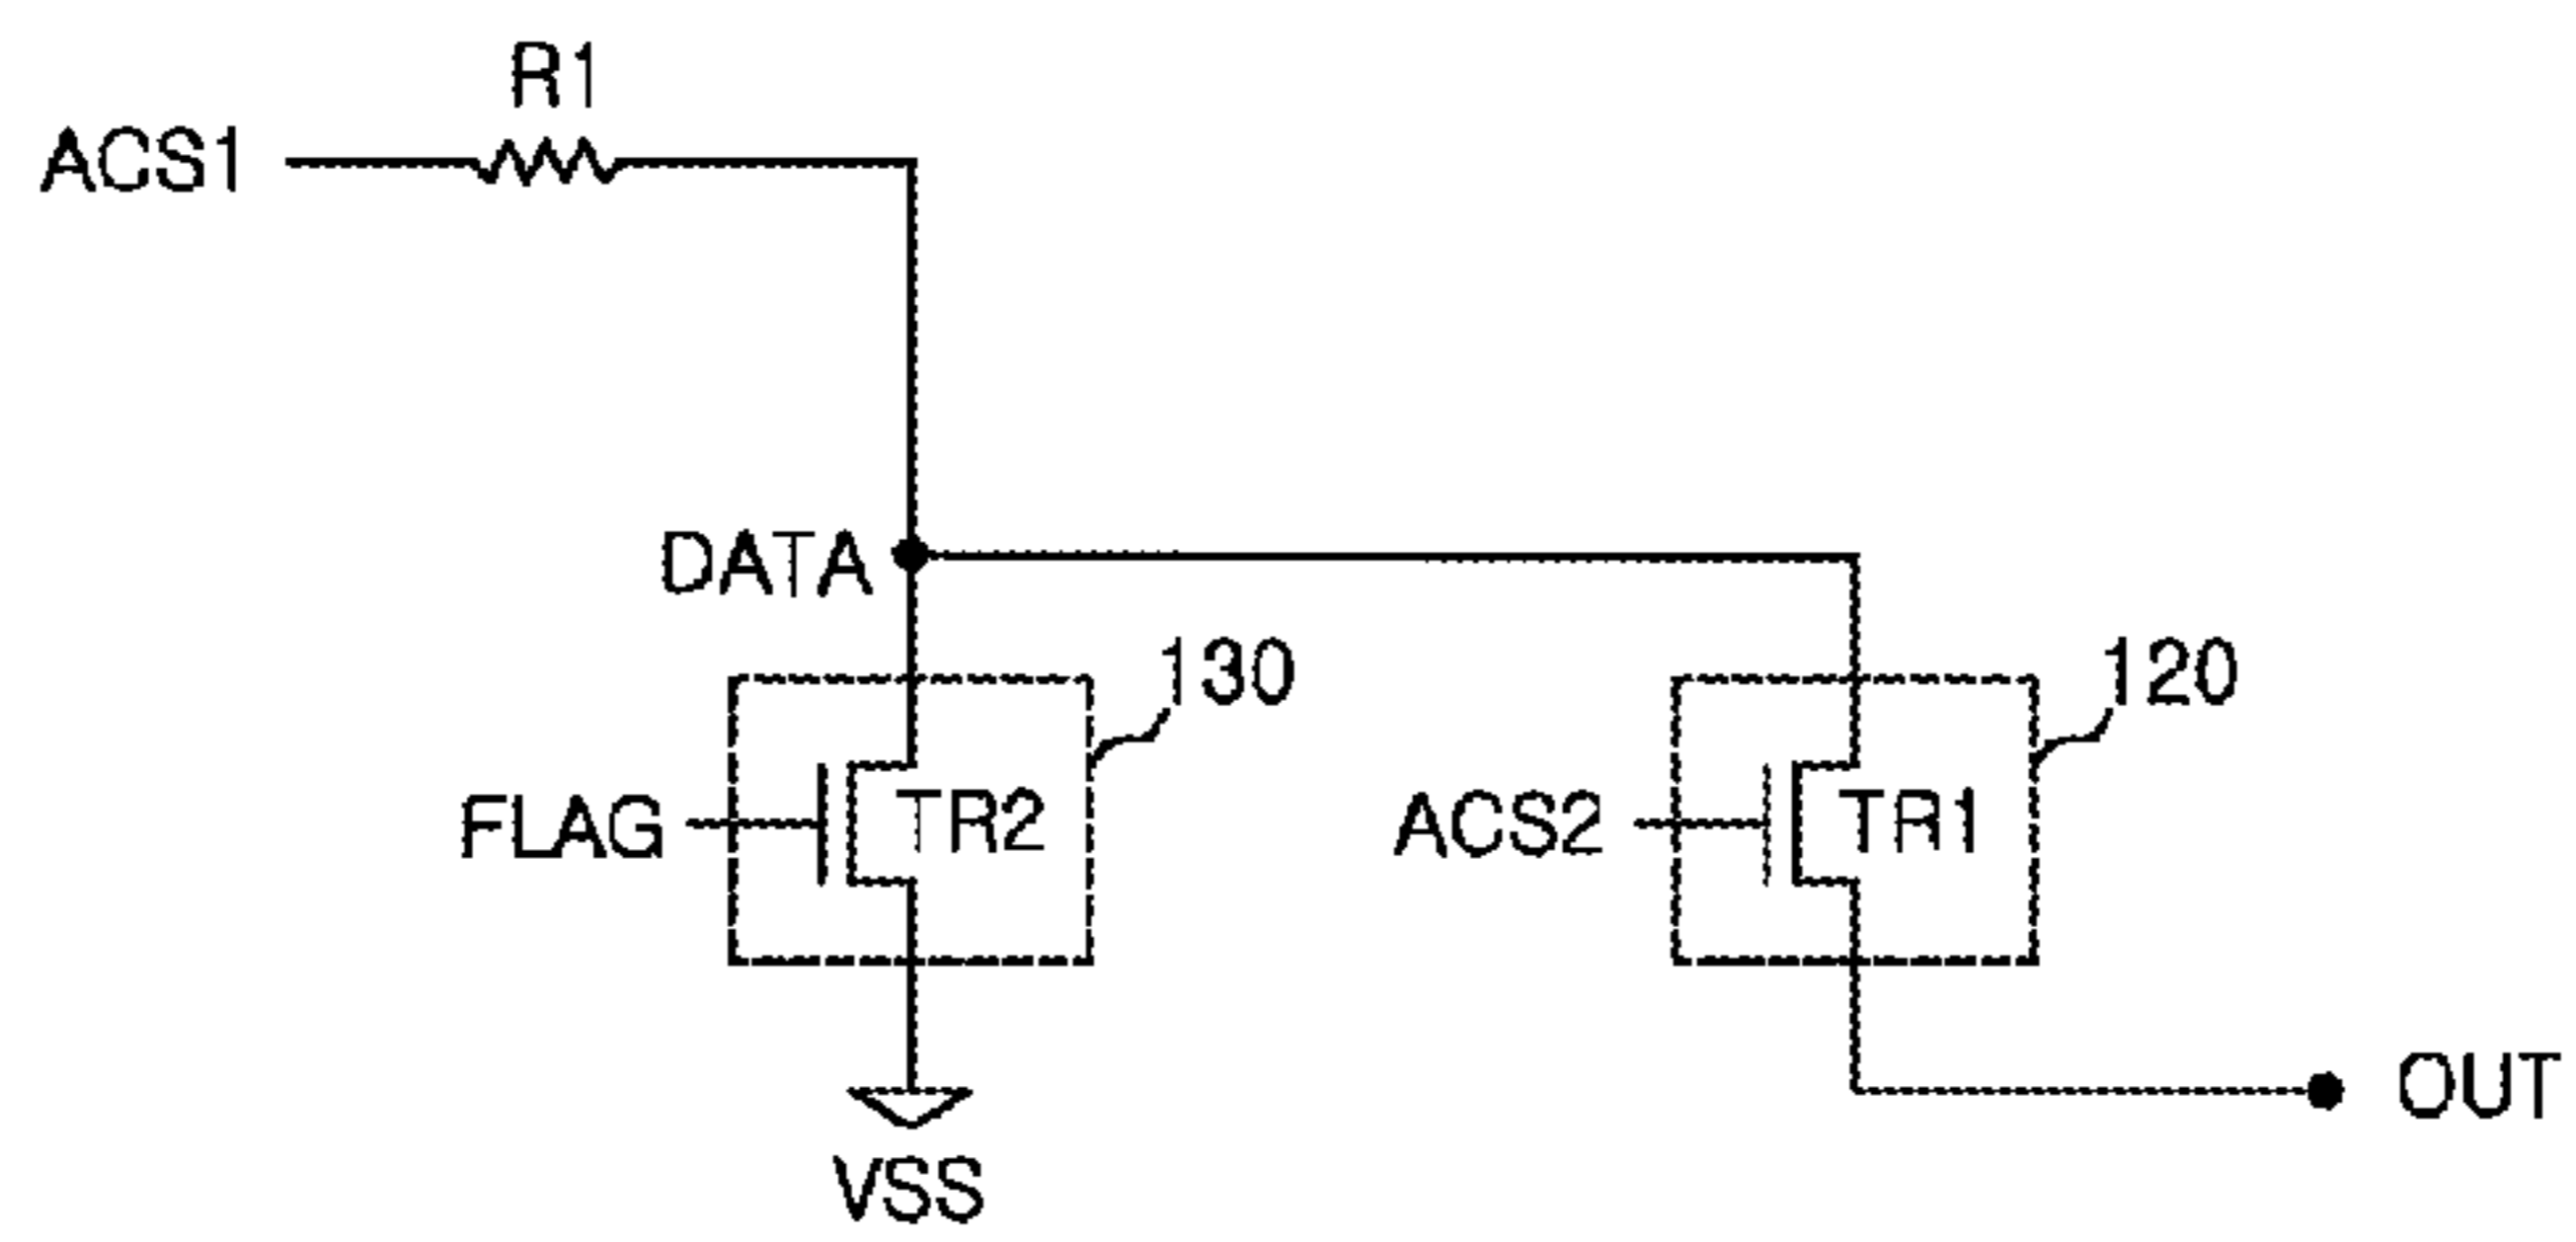 R1
ACS1
DATA
130
120
FLAG
TR2
ACS2
TR1
OUT
VSS